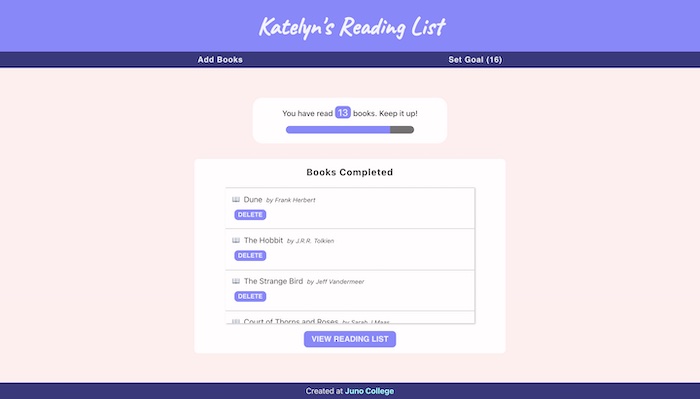 Katelyn's Reading List
Add Books
Set Goal (16)
You have read 13 books. Keep it up!
Books Completed
Dune by Frank Herbert
DELETE
The Hobbit by J.R.R. Tolkien
DELETE
The Strange Bird by Jeff Vandermeer
DELETE
Court of Thorns and Roses by Sarah J Maas
VIEW READING LIST
Created at Juno College